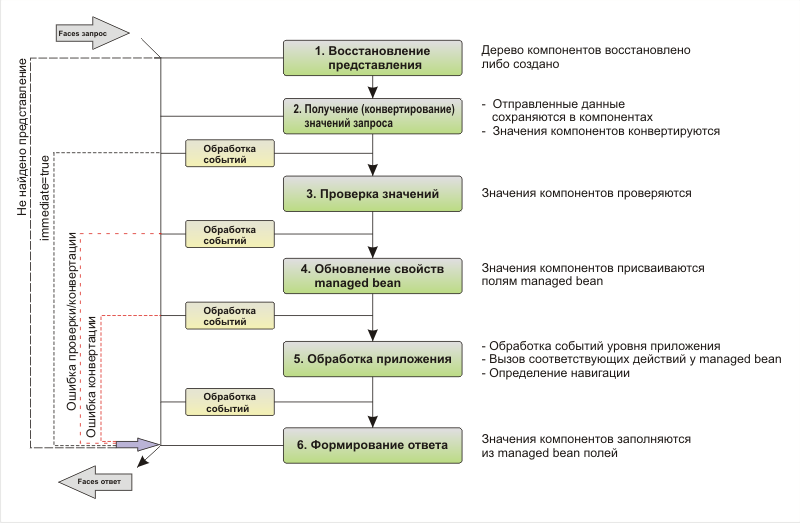 Faces запрос
1. Восстановление
представления
Дерево компонентов восстановлено
либо создано
2. Получение (конвертирование)
значений запроса
- Отправленные данные
сохраняются в компонентах
- Значения компонентов конвертируются
Обработка
событий
3. Проверка значений
Значения компонентов проверяются
Обработка
событий
4. Обновление свойств
managed bean
Значения компонентов присваиваются
полям managed bean
Обработка
событий
5. Обработка приложения
- Обработка событий уровня приложения
- Вызов соответствующих действий у managed bean
- Определение навигации
Обработка
событий
6. Формирование ответа
Значения компонентов заполняются
из managed bean полей
Faces ответ
Не найдено представление
immediate=true
Ошибка проверки/конвертации
Ошибка конвертации